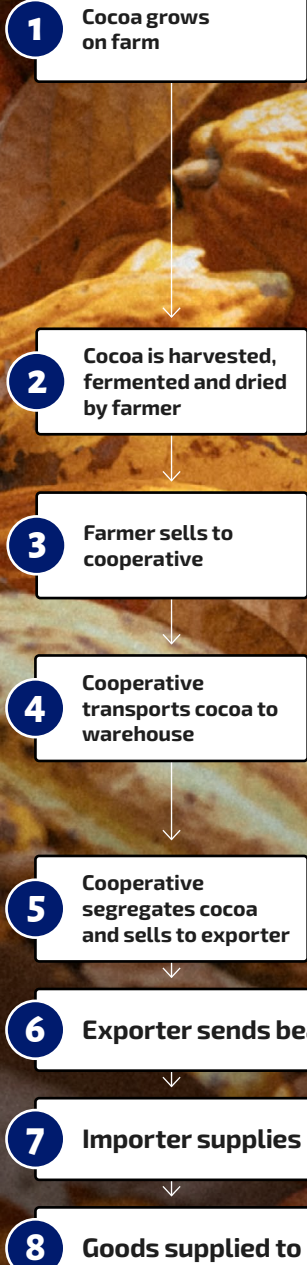 1
Cocoa grows
on farm
2
Cocoa is harvested,
fermented and dried
by farmer
3
Farmer sells to
cooperative
4
Cooperative
transports cocoa to
warehouse
5
Cooperative
segregates cocoa
and sells to exporter
6
Exporter sends
7
Importer supplies
8
Goods supplied to